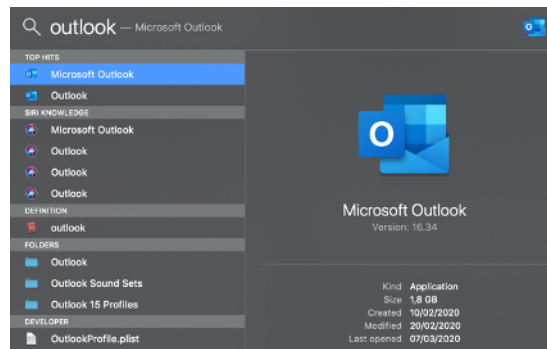 outlook — Microsoft Outlook
TOP HITS
Microsoft Outlook
Outlook
SIRI KNOWLEDGE
Microsoft Outlook
Outlook
Outlook
Outlook
DEFINITION
outlook
FOLDERS
Outlook
Outlook Sound Sets
Outlook 15 Profiles
DEVELOPER
OutlookProfile.plist
O
Microsoft Outlook
Version: 16.34
Kind Application
Size 1,8 GB
Created 10/02/2020
Modified 20/02/2020
Last opened 07/03/2020